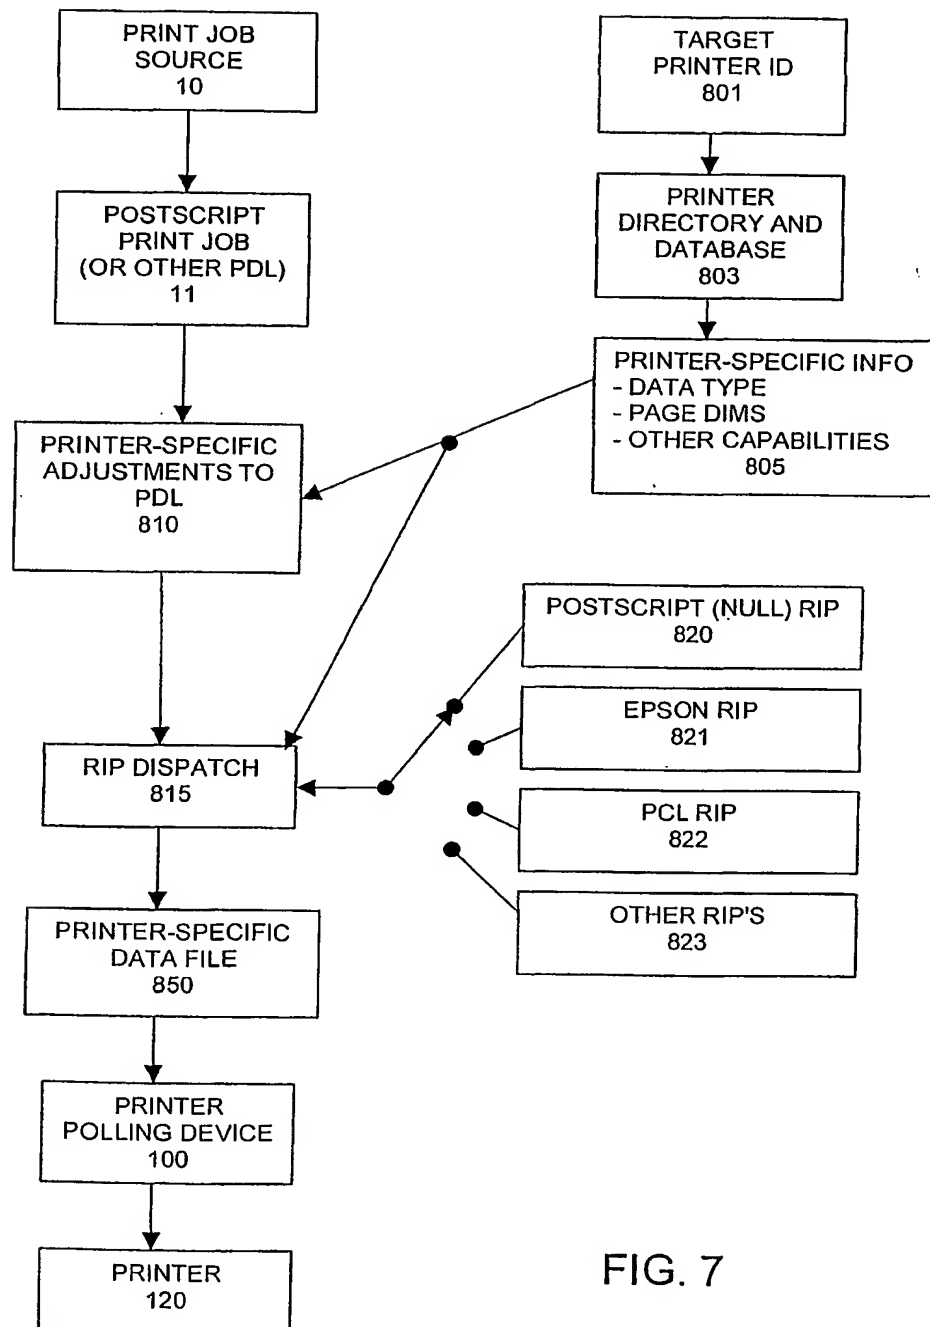 PRINT JOB
SOURCE
10
TARGET
PRINTER ID
801
POSTSCRIPT
PRINT JOB
(OR OTHER PDL)
11
PRINTER
DIRECTORY AND
DATABASE
803
PRINTER-SPECIFIC INFO
- DATA TYPE
- PAGE DIMS
- OTHER CAPABILITIES
805
PRINTER-SPECIFIC
ADJUSTMENTS TO
PDL
810
POSTSCRIPT (NULL) RIP
820
EPSON RIP
821
PCL RIP
822
OTHER RIP'S
823
RIP DISPATCH
815
PRINTER-SPECIFIC
DATA FILE
850
PRINTER
POLLING DEVICE
100
PRINTER
120
FIG. 7